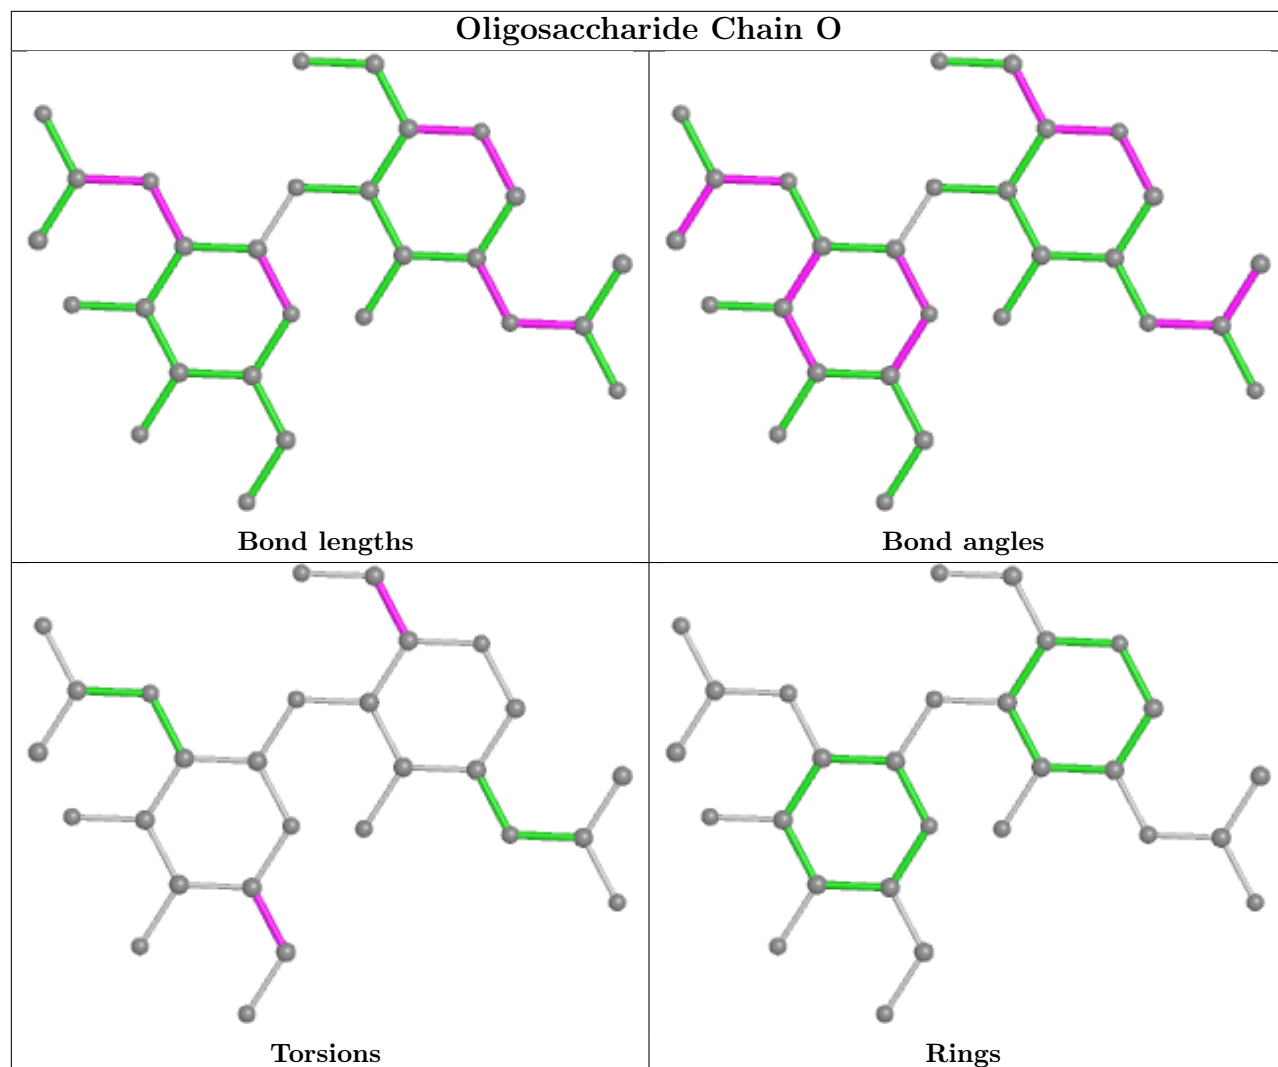 Oligosaccharide Chain O
Bond lengths
Bond angles
Torsions
Rings